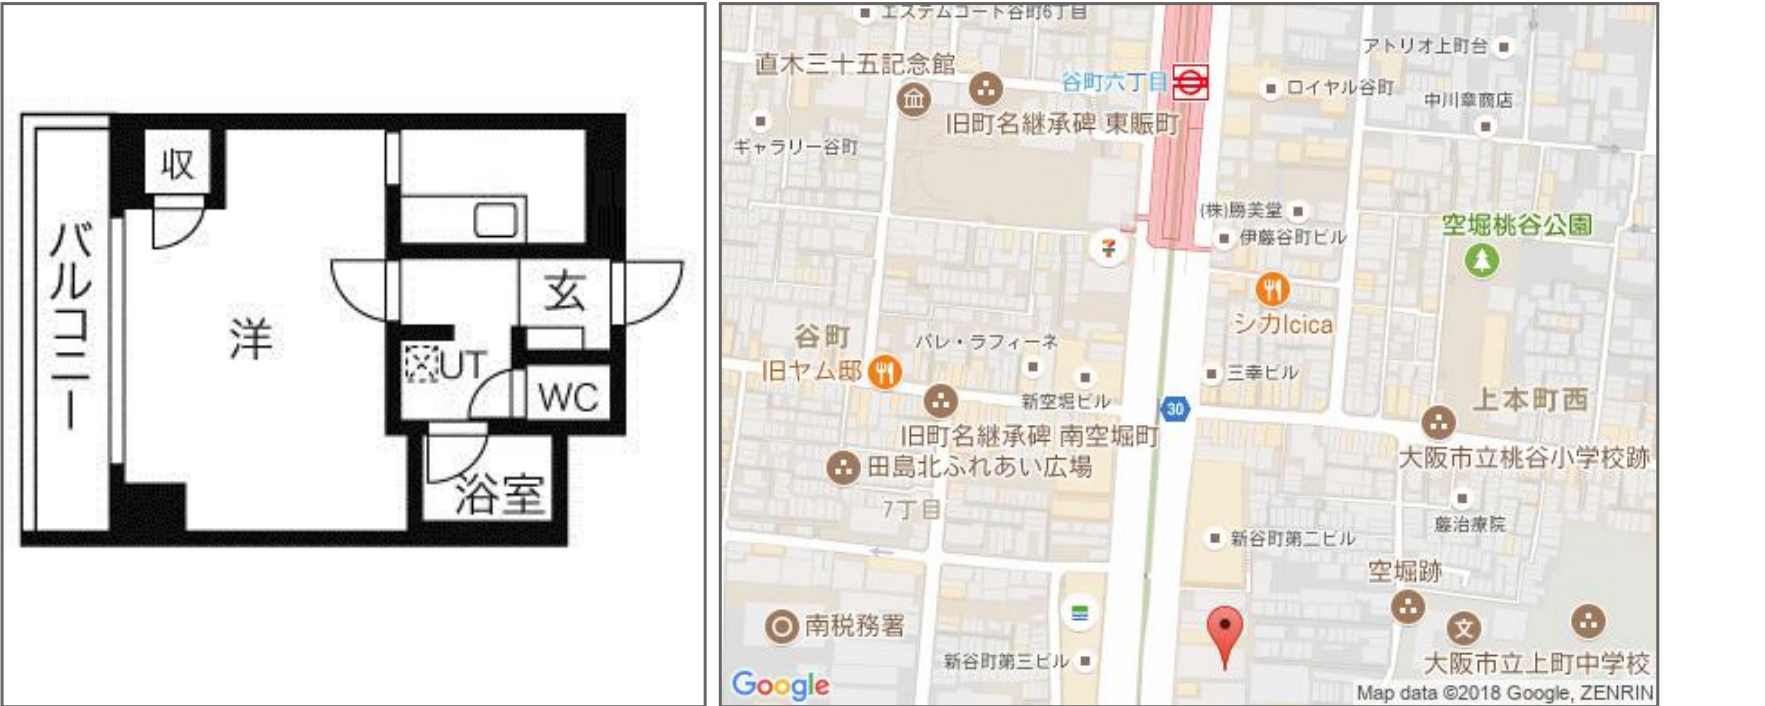 収
バルコニー
洋
玄
UT
WC
浴室
エステムコート谷町6丁目
直木三十五記念館
谷町六丁目
アトリオ上町台
ロイヤル谷町
中川章商店
旧町名継承碑 東賑町
ギャラリー谷町
(株)勝美堂
伊藤谷町ビル
空堀桃谷公園
シカIcica
谷町
パレ・ラフィーネ
旧ヤム邸
三幸ビル
新空堀ビル
30
上本町西
旧町名継承碑 南空堀町
大阪市立桃谷小学校跡
田島北ふれあい広場
7丁目
藤治療院
新谷町第二ビル
空堀跡
南税務署
文
新谷町第三ビル
大阪市立上町中学校
Google
Map data ©2018 Google, ZENRIN